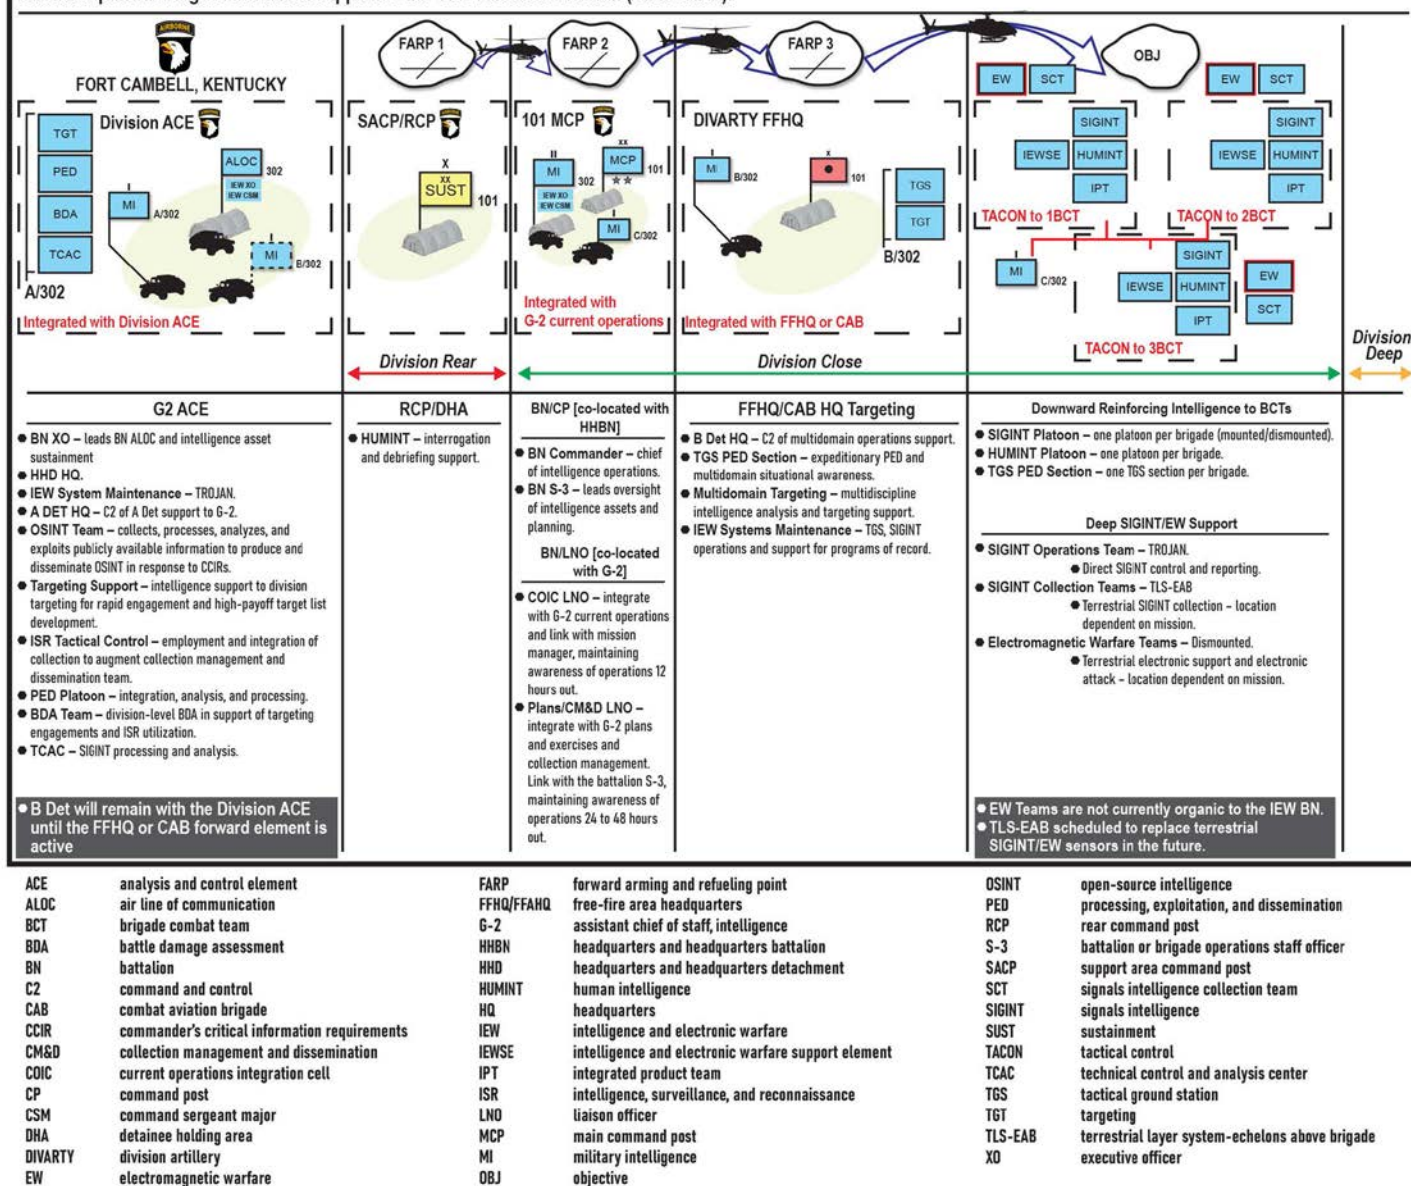 AIRBORNE
FORT CAMBELL, KENTUCKY
FARP 1
FARP 2
FARP 3
OBJ
EW
SCT
EW
SCT
Division ACE
TGT
PED
BDA
TCAC
A/302
I
MI
A/302
ALOC
302
IEW XO
IEW CSM
MI
B/302
Integrated with Division ACE
SACP/RCP
X
XX
SUST
101
101 MCP
II
MI
302
IEW XO
IEW CSM
XX
MCP
101
I
MI
C/302
Integrated with
G-2 current operations
DIVARTY FFHQ
I
MI
B/302
X
101
TGS
TGT
B/302
Integrated with FFHQ or CAB
SIGINT
IEWSE
HUMINT
IPT
TACON to 1BCT
SIGINT
IEWSE
HUMINT
IPT
TACON to 2BCT
I
MI
C/302
SIGINT
IEWSE
HUMINT
IPT
EW
SCT
TACON to 3BCT
Division Rear
Division Close
Division
Deep
G2 ACE
● BN XO – leads BN ALOC and intelligence asset
sustainment
● HHD HQ.
● IEW System Maintenance – TROJAN.
● A DET HQ – C2 of A Det support to G-2.
● OSINT Team – collects, processes, analyzes, and
exploits publicly available information to produce and
disseminate OSINT in response to CCIRs.
● Targeting Support – intelligence support to division
targeting for rapid engagement and high-payoff target list
development.
● ISR Tactical Control – employment and integration of
collection to augment collection management and
dissemination team.
● PED Platoon – integration, analysis, and processing.
● BDA Team – division-level BDA in support of targeting
engagements and ISR utilization.
● TCAC – SIGINT processing and analysis.
● B Det will remain with the Division ACE
until the FFHQ or CAB forward element is
active
RCP/DHA
● HUMINT – interrogation
and debriefing support.
BN/CP [co-located with
HHBN]
● BN Commander – chief
of intelligence operations.
● BN S-3 – leads oversight
of intelligence assets and
planning.
BN/LNO [co-located
with G-2]
● COIC LNO – integrate
with G-2 current operations
and link with mission
manager, maintaining
awareness of operations 12
hours out.
● Plans/CM&D LNO –
integrate with G-2 plans
and exercises and
collection management.
Link with the battalion S-3,
maintaining awareness of
operations 24 to 48 hours
out.
FFHQ/CAB HQ Targeting
● B Det HQ – C2 of multidomain operations support.
● TGS PED Section – expeditionary PED and
multidomain situational awareness.
● Multidomain Targeting – multidiscipline
intelligence analysis and targeting support.
● IEW Systems Maintenance – TGS, SIGINT
operations and support for programs of record.
Downward Reinforcing Intelligence to BCTs
● SIGINT Platoon – one platoon per brigade (mounted/dismounted).
● HUMINT Platoon – one platoon per brigade.
● TGS PED Section – one TGS section per brigade.
Deep SIGINT/EW Support
● SIGINT Operations Team – TROJAN.
● Direct SIGINT control and reporting.
● SIGINT Collection Teams – TLS-EAB
● Terrestrial SIGINT collection – location
dependent on mission.
● Electromagnetic Warfare Teams – Dismounted.
● Terrestrial electronic support and electronic
attack – location dependent on mission.
● EW Teams are not currently organic to the IEW BN.
● TLS-EAB scheduled to replace terrestrial
SIGINT/EW sensors in the future.
ACE analysis and control element
ALOC air line of communication
BCT brigade combat team
BDA battle damage assessment
BN battalion
C2 command and control
CAB combat aviation brigade
CCIR commander's critical information requirements
CM&D collection management and dissemination
COIC current operations integration cell
CP command post
CSM command sergeant major
DHA detainee holding area
DIVARTY division artillery
EW electromagnetic warfare
FARP forward arming and refueling point
FFHQ/FFAHQ free-fire area headquarters
G-2 assistant chief of staff, intelligence
HHBN headquarters and headquarters battalion
HHD headquarters and headquarters detachment
HUMINT human intelligence
HQ headquarters
IEW intelligence and electronic warfare
IEWSE intelligence and electronic warfare support element
IPT integrated product team
ISR intelligence, surveillance, and reconnaissance
LNO liaison officer
MCP main command post
MI military intelligence
OBJ objective
OSINT open-source intelligence
PED processing, exploitation, and dissemination
RCP rear command post
S-3 battalion or brigade operations staff officer
SACP support area command post
SCT signals intelligence collection team
SIGINT signals intelligence
SUST sustainment
TACON tactical control
TCAC technical control and analysis center
TGS tactical ground station
TGT targeting
TLS-EAB terrestrial layer system-echelons above brigade
XO executive officer